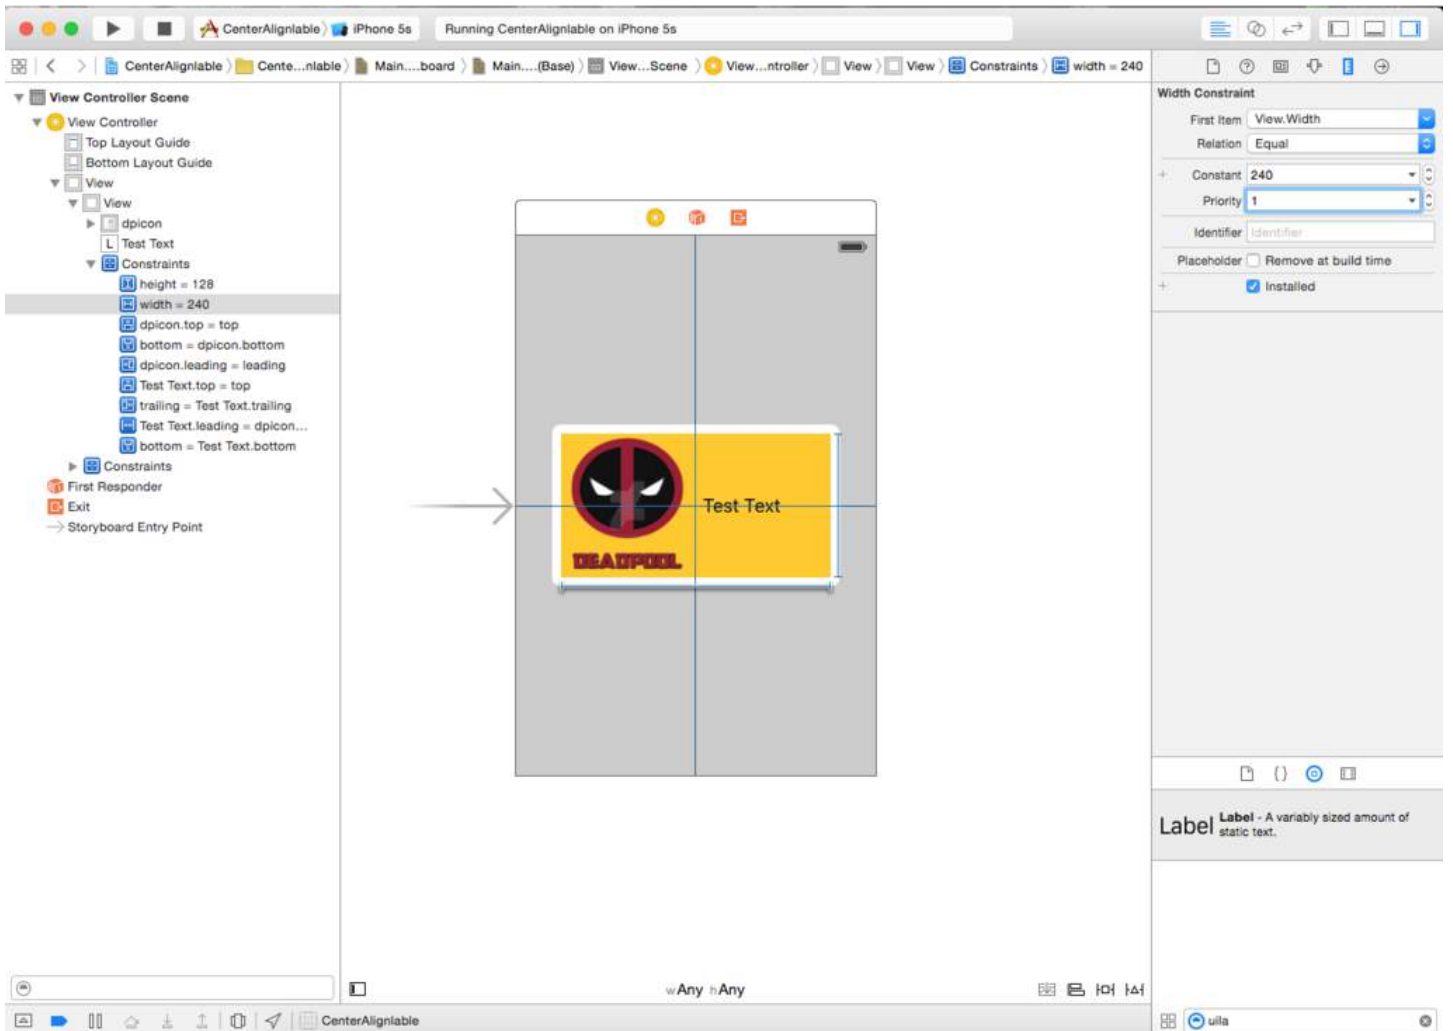 CenterAlignlable iPhone 5s Running CenterAlignlable on iPhone 5s
CenterAlignlable Cente...nlable Main....board Main....(Base) View...Scene View...ntroller View View Constraints width = 240
View Controller Scene
View Controller
Top Layout Guide
Bottom Layout Guide
View
View
dpicon
L Test Text
Constraints
height = 128
width = 240
dpicon.top = top
bottom = dpicon.bottom
dpicon.leading = leading
Test Text.top = top
trailing = Test Text.trailing
Test Text.leading = dpicon...
bottom = Test Text.bottom
Constraints
First Responder
Exit
Storyboard Entry Point
Test Text
DEADPOOL
wAny hAny
CenterAlignlable
Width Constraint
First Item View.Width
Relation Equal
Constant 240
Priority 1
Identifier Identifier
Placeholder Remove at build time
Installed
Label Label - A variably sized amount of
static text.
uila